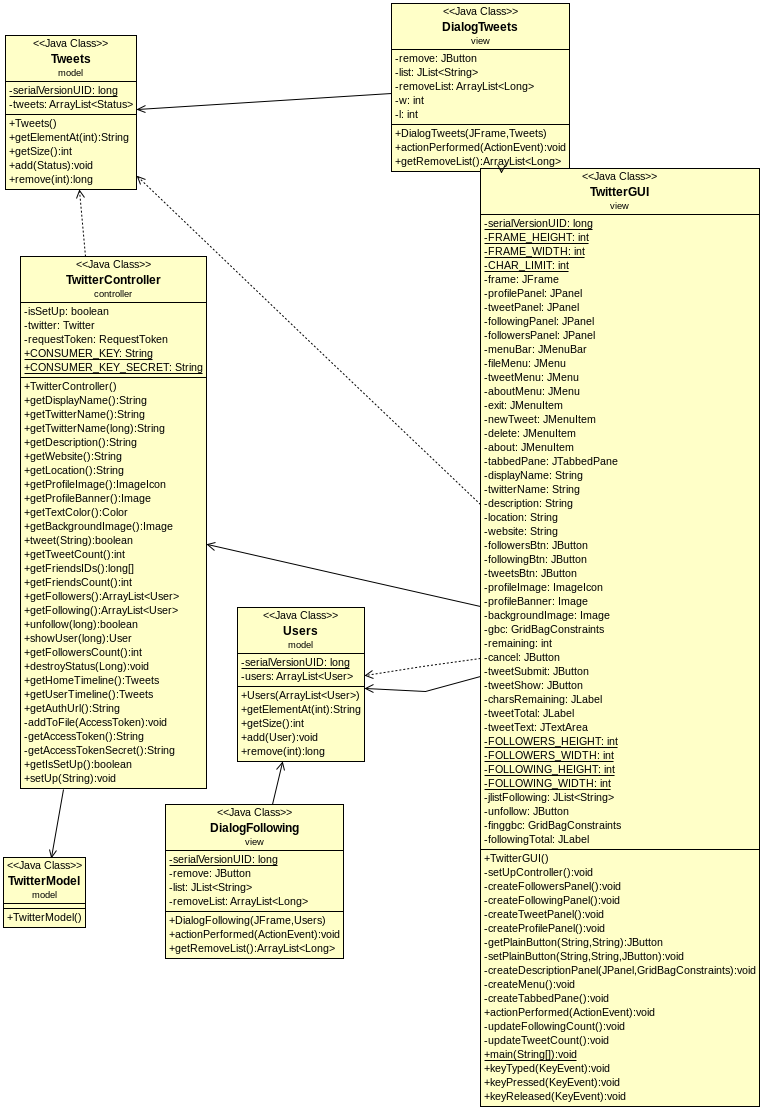 <<Java Class>>
Tweets
model
-serialVersionUID: long
-tweets: ArrayList<Status>
+Tweets()
+getElementAt(int):String
+getSize():int
+add(Status):void
+remove(int):long
<<Java Class>>
DialogTweets
view
-remove: JButton
-list: JList<String>
-removeList: ArrayList<Long>
-w: int
-l: int
+DialogTweets(JFrame,Tweets)
+actionPerformed(ActionEvent):void
+getRemoveList():ArrayList<Long>
<<Java Class>>
TwitterController
controller
-isSetUp: boolean
-twitter: Twitter
-requestToken: RequestToken
+CONSUMER_KEY: String
+CONSUMER_KEY_SECRET: String
+TwitterController()
+getDisplayName():String
+getTwitterName():String
+getTwitterName(long):String
+getDescription():String
+getWebsite():String
+getLocation():String
+getProfileImage():ImageIcon
+getProfileBanner():Image
+getTextColor():Color
+getBackgroundImage():Image
+tweet(String):boolean
+getTweetCount():int
+getFriendsIDs():long[]
+getFriendsCount():int
+getFollowers():ArrayList<User>
+getFollowing():ArrayList<User>
+unfollow(long):boolean
+showUser(long):User
+getFollowersCount():int
+destroyStatus(Long):void
+getHomeTimeline():Tweets
+getUserTimeline():Tweets
+getAuthUrl():String
-addToFile(AccessToken):void
-getAccessToken():String
-getAccessTokenSecret():String
+getIsSetUp():boolean
+setUp(String):void
<<Java Class>>
Users
model
-serialVersionUID: long
-users: ArrayList<User>
+Users(ArrayList<User>)
+getElementAt(int):String
+getSize():int
+add(User):void
+remove(int):long
<<Java Class>>
DialogFollowing
view
-serialVersionUID: long
-remove: JButton
-list: JList<String>
-removeList: ArrayList<Long>
+DialogFollowing(JFrame,Users)
+actionPerformed(ActionEvent):void
+getRemoveList():ArrayList<Long>
<<Java Class>>
TwitterModel
model
+TwitterModel()
<<Java Class>>
TwitterGUI
view
-serialVersionUID: long
-FRAME_HEIGHT: int
-FRAME_WIDTH: int
-CHAR_LIMIT: int
-frame: JFrame
-profilePanel: JPanel
-tweetPanel: JPanel
-followingPanel: JPanel
-followersPanel: JPanel
-menuBar: JMenuBar
-fileMenu: JMenu
-tweetMenu: JMenu
-aboutMenu: JMenu
-exit: JMenuItem
-newTweet: JMenuItem
-delete: JMenuItem
-about: JMenuItem
-tabbedPane: JTabbedPane
-displayName: String
-twitterName: String
-description: String
-location: String
-website: String
-followersBtn: JButton
-followingBtn: JButton
-tweetsBtn: JButton
-profileImage: ImageIcon
-profileBanner: Image
-backgroundImage: Image
-gbc: GridBagConstraints
-remaining: int
-cancel: JButton
-tweetSubmit: JButton
-tweetShow: JButton
-charsRemaining: JLabel
-tweetTotal: JLabel
-tweetText: JTextArea
-FOLLOWERS_HEIGHT: int
-FOLLOWERS_WIDTH: int
-FOLLOWING_HEIGHT: int
-FOLLOWING_WIDTH: int
-jlistFollowing: JList<String>
-unfollow: JButton
-finggbc: GridBagConstraints
-followingTotal: JLabel
+TwitterGUI()
-setUpController():void
-createFollowersPanel():void
-createFollowingPanel():void
-createTweetPanel():void
-createProfilePanel():void
-getPlainButton(String,String):JButton
-setPlainButton(String,String,JButton):void
-createDescriptionPanel(JPanel,GridBagConstraints):void
-createMenu():void
-createTabbedPane():void
+actionPerformed(ActionEvent):void
-updateFollowingCount():void
-updateTweetCount():void
+main(String[]):void
+keyTyped(KeyEvent):void
+keyPressed(KeyEvent):void
+keyReleased(KeyEvent):void